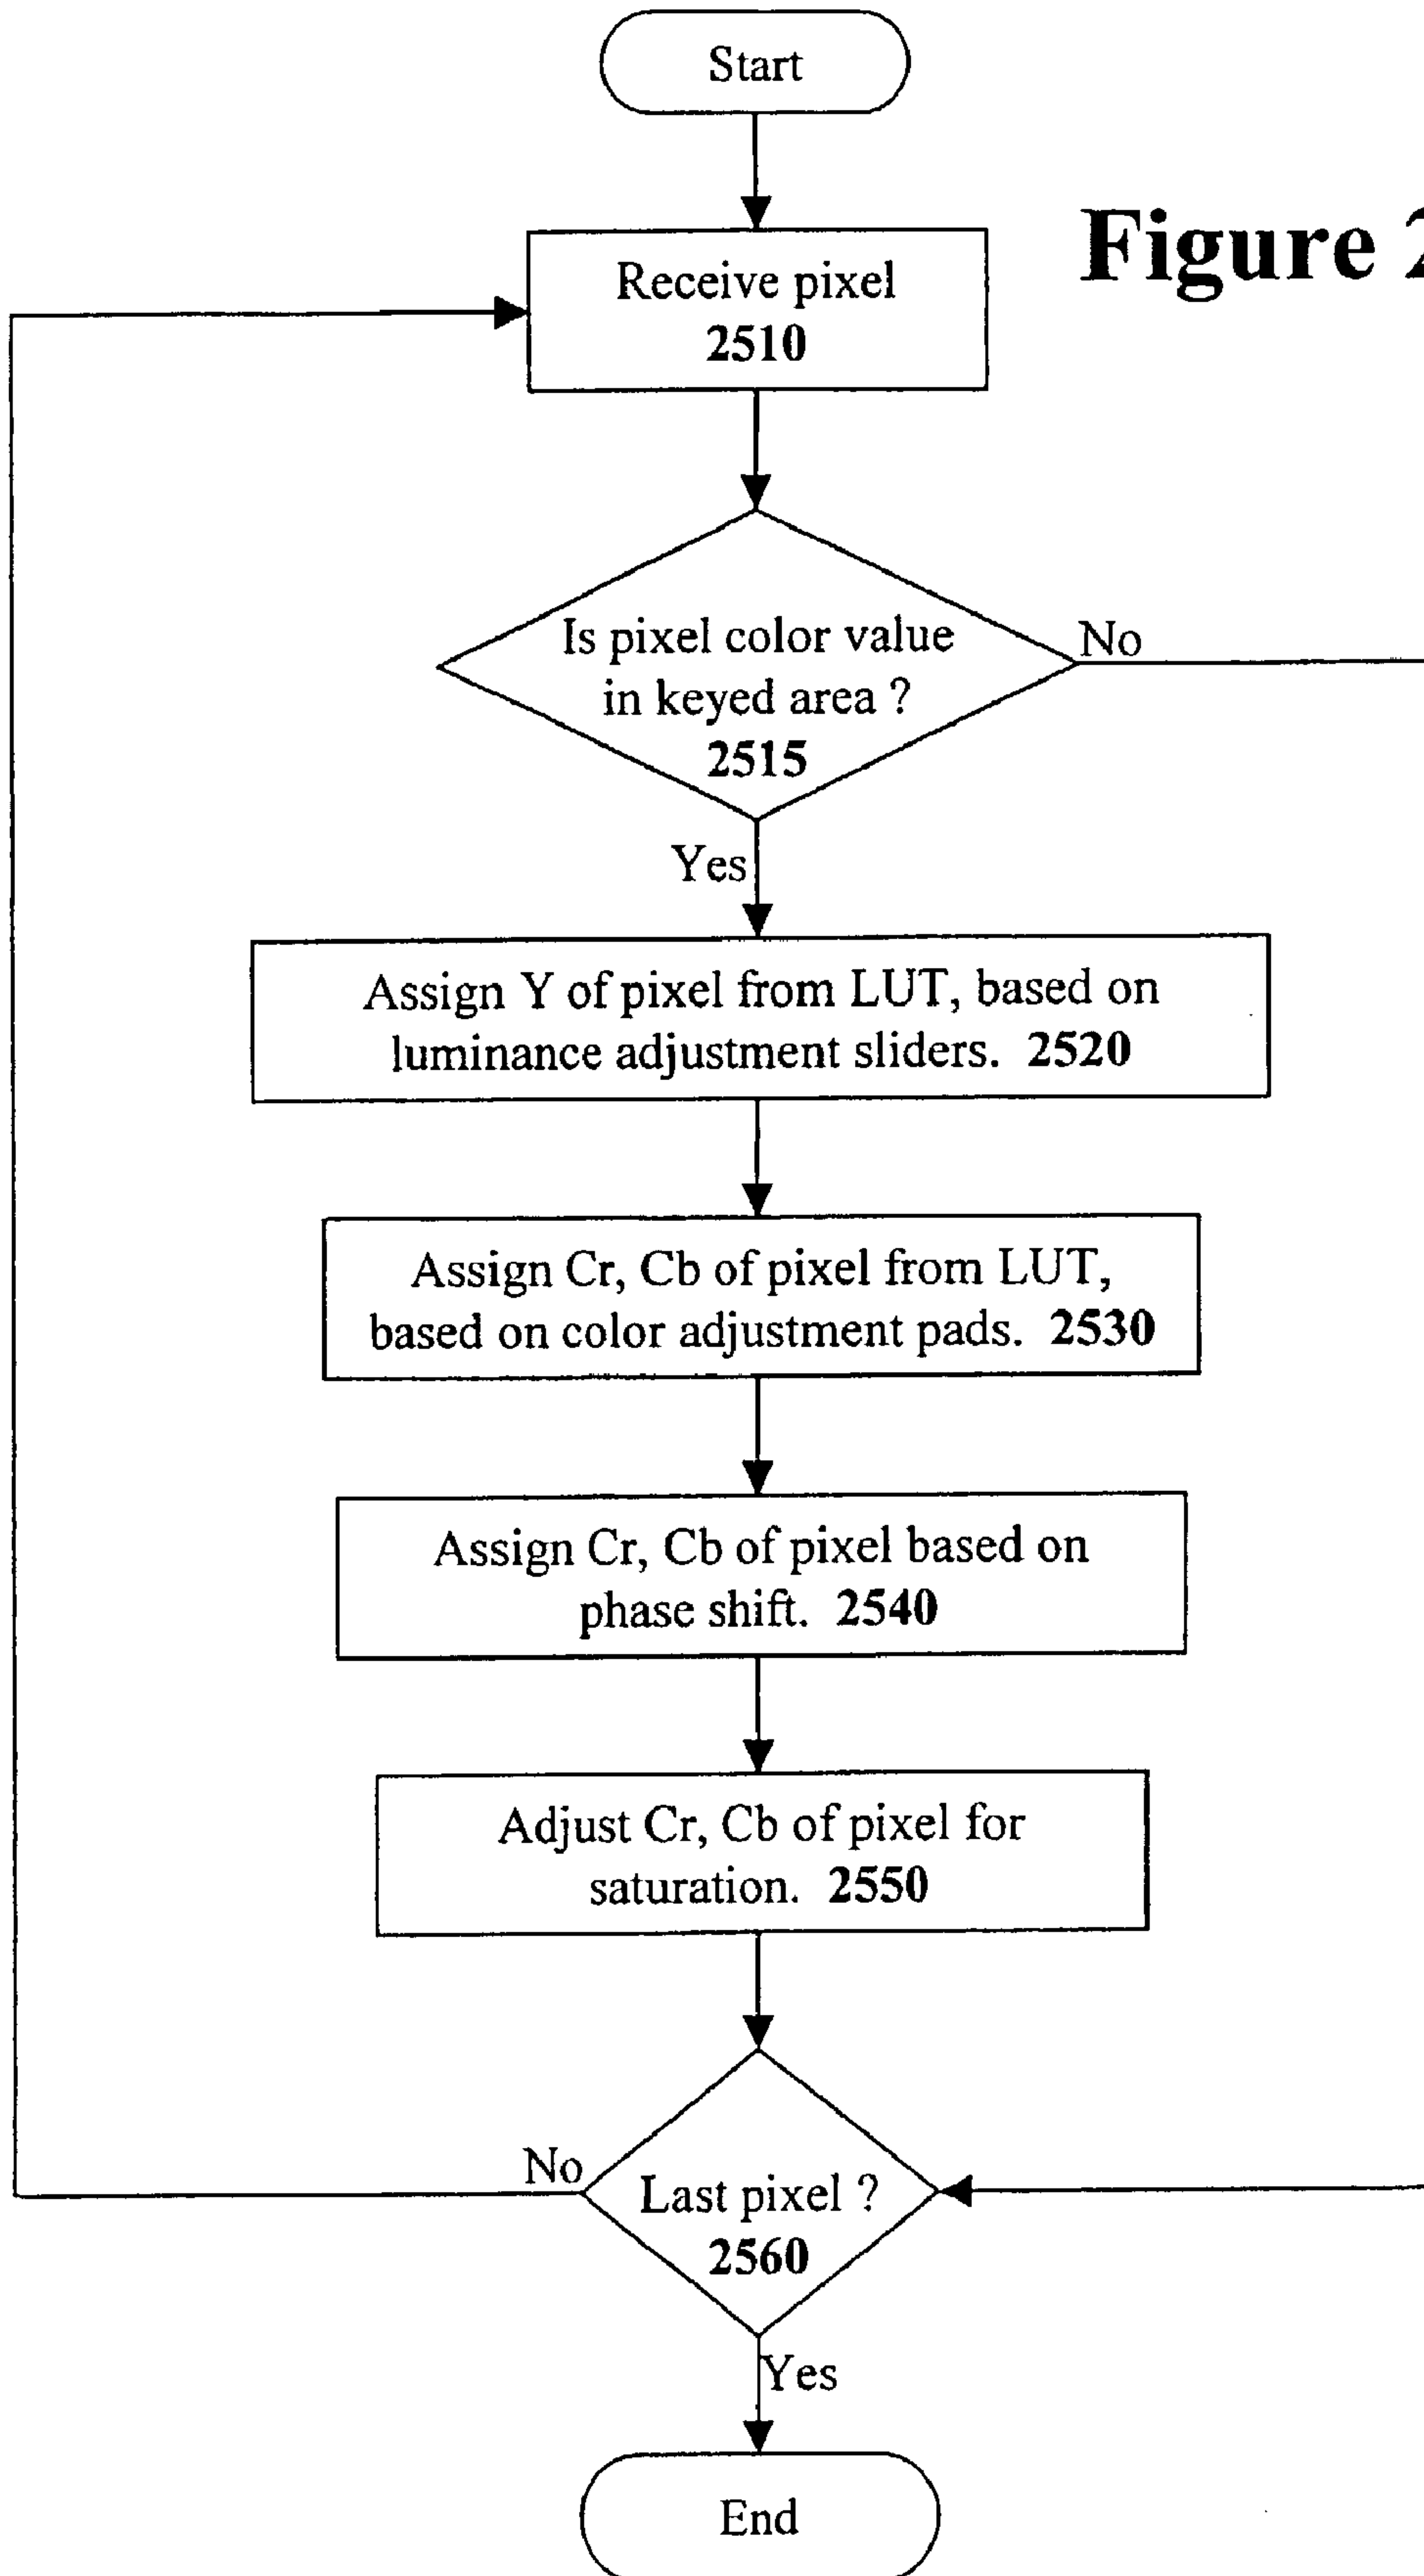 Start
Figure 2
Receive pixel
2510
Is pixel color value
in keyed area ?
2515
No
Yes
Assign Y of pixel from LUT, based on
luminance adjustment sliders. 2520
Assign Cr, Cb of pixel from LUT,
based on color adjustment pads. 2530
Assign Cr, Cb of pixel based on
phase shift. 2540
Adjust Cr, Cb of pixel for
saturation. 2550
No
Last pixel ?
2560
Yes
End